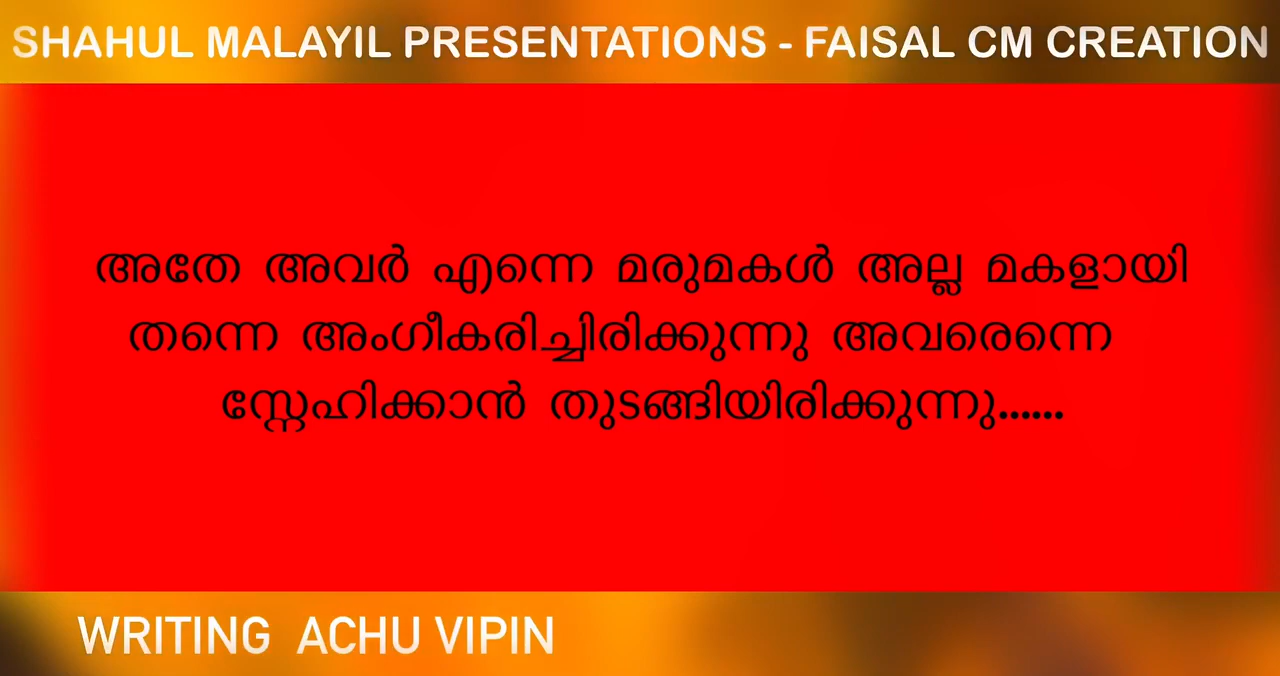 SHAHUL MALAYIL PRESENTATIONS - FAISAL CM CREATION
അതേ അവർ എന്നെ മരുമകൾ അല്ല മകളായി
തന്നെ അംഗീകരിച്ചിരിക്കുന്നു അവരെന്നെ
സ്നേഹിക്കാൻ തുടങ്ങിയിരിക്കുന്നു......
WRITING ACHU VIPIN